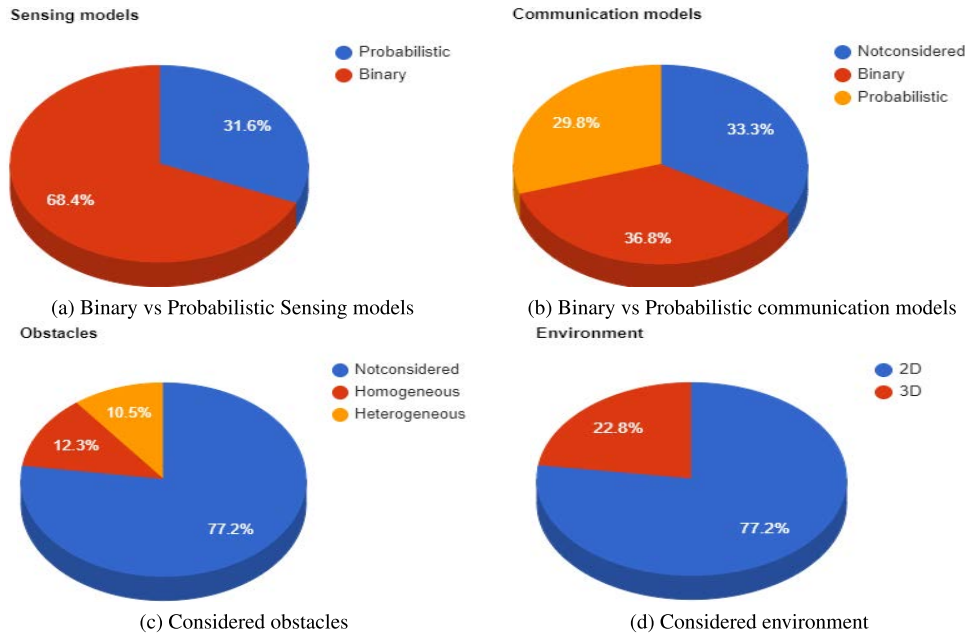 Sensing models
Probabilistic
Binary
31.6%
68.4%
(a) Binary vs Probabilistic Sensing models
Communication models
Notconsidered
Binary
Probabilistic
29.8%
33.3%
36.8%
(b) Binary vs Probabilistic communication models
Obstacles
Notconsidered
Homogeneous
Heterogeneous
10.5%
12.3%
77.2%
(c) Considered obstacles
Environment
2D
3D
22.8%
77.2%
(d) Considered environment